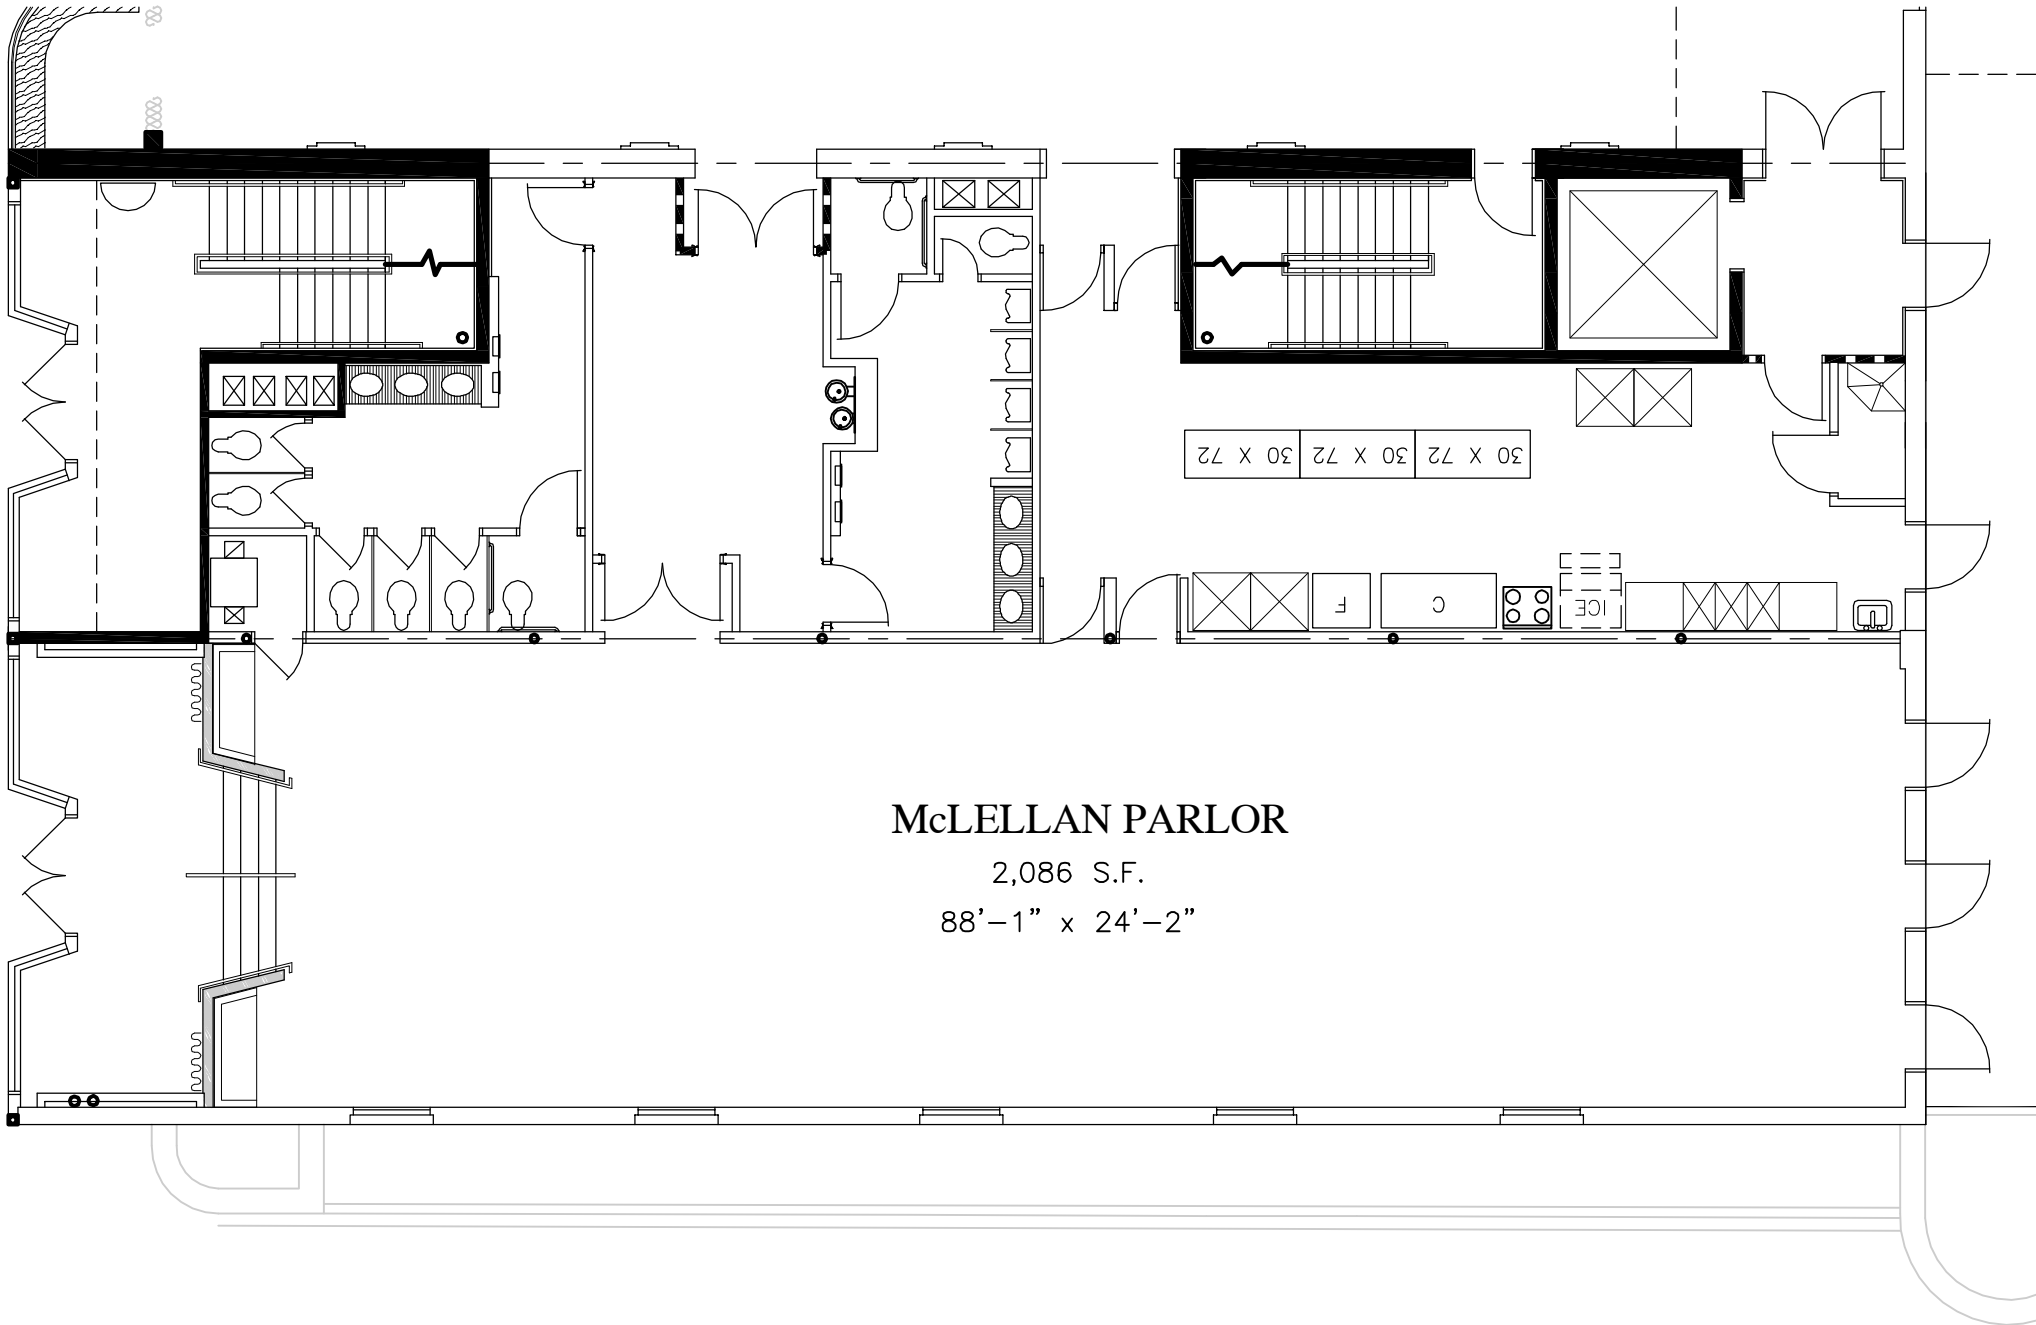 30 X 72 30 X 72 30 X 72
F C ICE
McLELLAN PARLOR
2,086 S.F.
88’-1” x 24’-2”